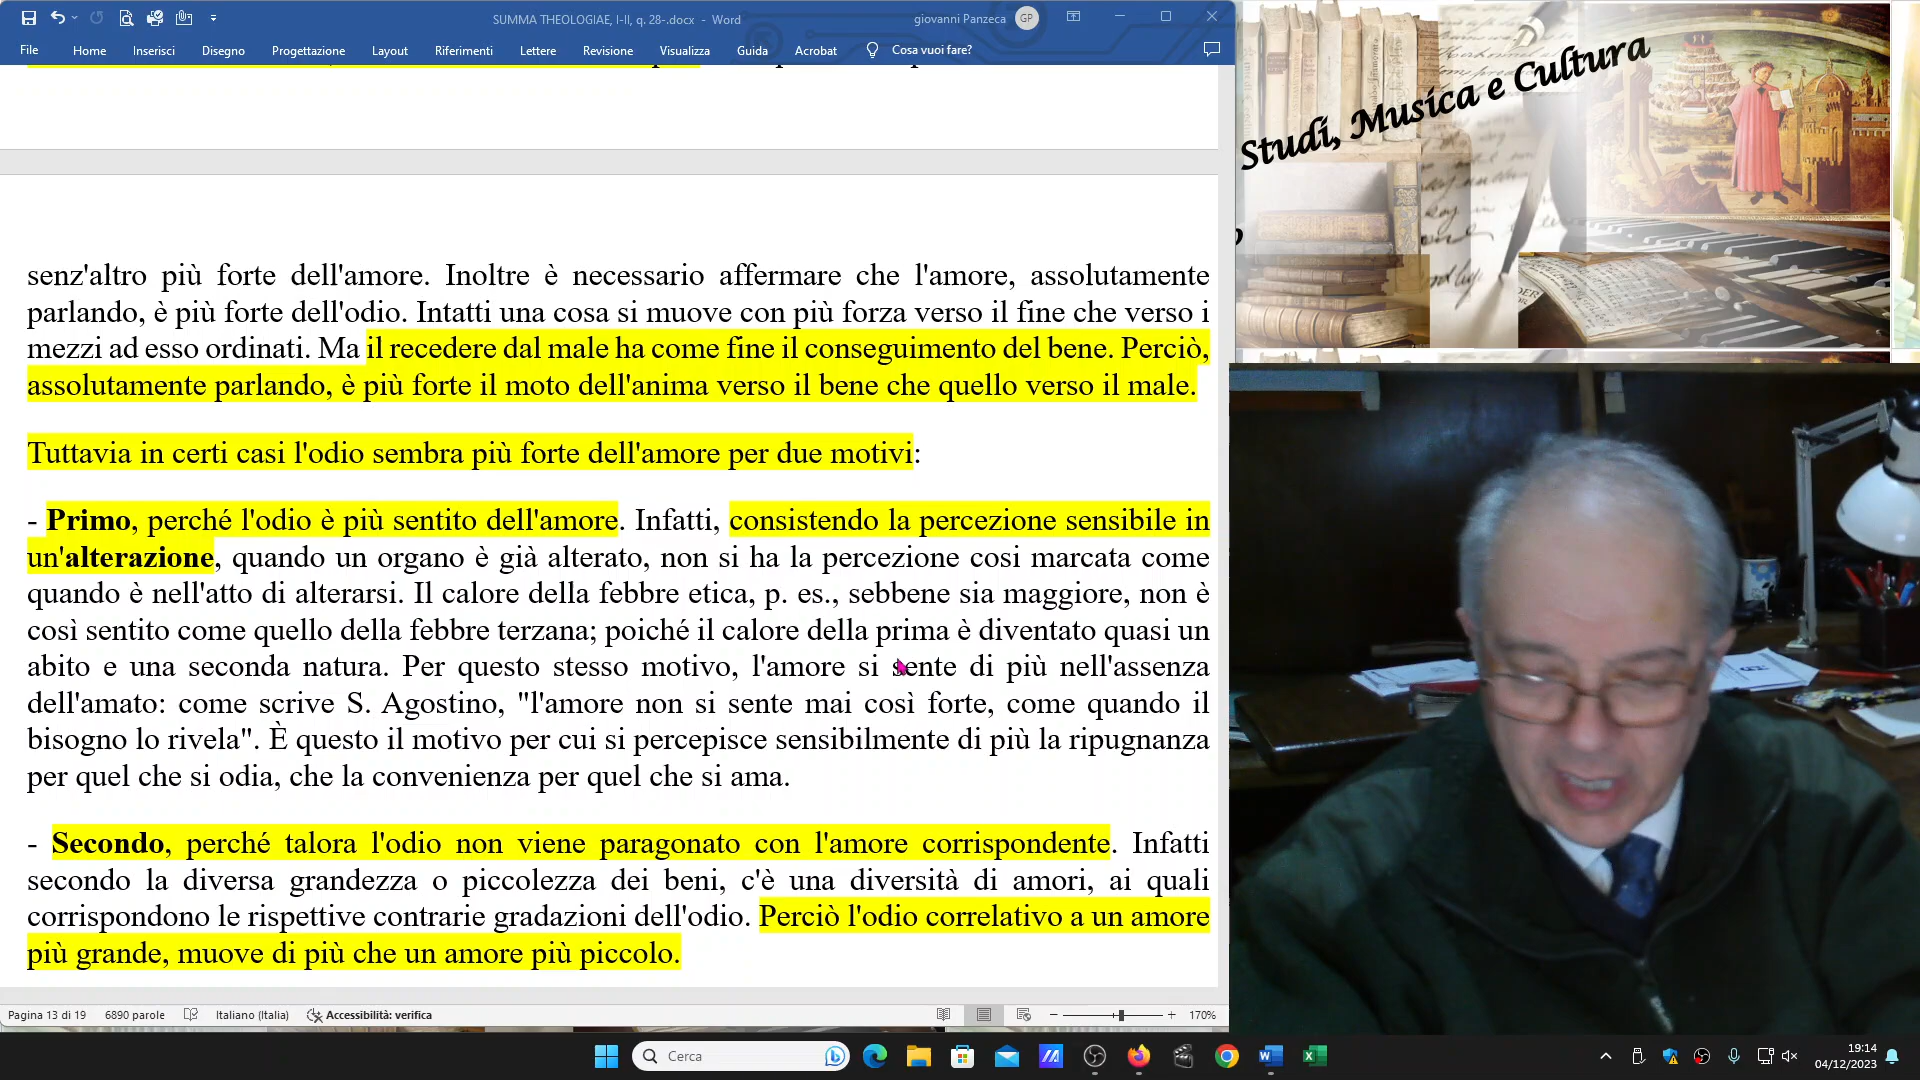 SUMMA THEOLOGIAE, I-II, q. 28-.docx - Word
giovanni Panzeca
GP
File Home Inserisci Disegno Progettazione Layout Riferimenti Lettere Revisione Visualizza Guida Acrobat Cosa vuoi fare?
Studi, Musica e Cultura
senz'altro più forte dell'amore. Inoltre è necessario affermare che l'amore, assolutamente
parlando, è più forte dell'odio. Intatti una cosa si muove con più forza verso il fine che verso i
mezzi ad esso ordinati. Ma il recedere dal male ha come fine il conseguimento del bene. Perciò,
assolutamente parlando, è più forte il moto dell'anima verso il bene che quello verso il male.
Tuttavia in certi casi l'odio sembra più forte dell'amore per due motivi:
- Primo, perché l'odio è più sentito dell'amore. Infatti, consistendo la percezione sensibile in
un'alterazione, quando un organo è già alterato, non si ha la percezione cosi marcata come
quando è nell'atto di alterarsi. Il calore della febbre etica, p. es., sebbene sia maggiore, non è
così sentito come quello della febbre terzana; poiché il calore della prima è diventato quasi un
abito e una seconda natura. Per questo stesso motivo, l'amore si sente di più nell'assenza
dell'amato: come scrive S. Agostino, "l'amore non si sente mai così forte, come quando il
bisogno lo rivela". È questo il motivo per cui si percepisce sensibilmente di più la ripugnanza
per quel che si odia, che la convenienza per quel che si ama.
- Secondo, perché talora l'odio non viene paragonato con l'amore corrispondente. Infatti
secondo la diversa grandezza o piccolezza dei beni, c'è una diversità di amori, ai quali
corrispondono le rispettive contrarie gradazioni dell'odio. Perciò l'odio correlativo a un amore
più grande, muove di più che un amore più piccolo.
Pagina 13 di 19 6890 parole Italiano (Italia) Accessibilità: verifica 170%
Cerca
19:14
04/12/2023